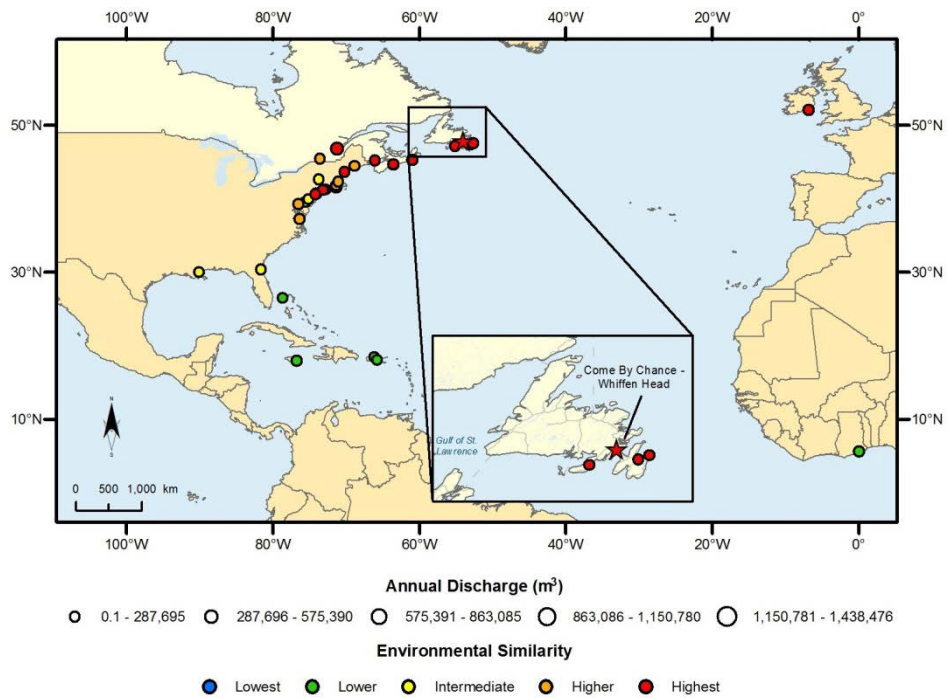 100°W 80°W 60°W 40°W 20°W 0°
50°N 50°N
30°N 30°N
Come By Chance -
Whiffen Head
10°N 10°N
N
Gulf of St.
Lawrence
0 500 1,000 km
100°W 80°W 60°W 40°W 20°W 0°
Annual Discharge (m³)
0.1 - 287,695 287,696 - 575,390 575,391 - 863,085 863,086 - 1,150,780 1,150,781 - 1,438,476
Environmental Similarity
Lowest Lower Intermediate Higher Highest